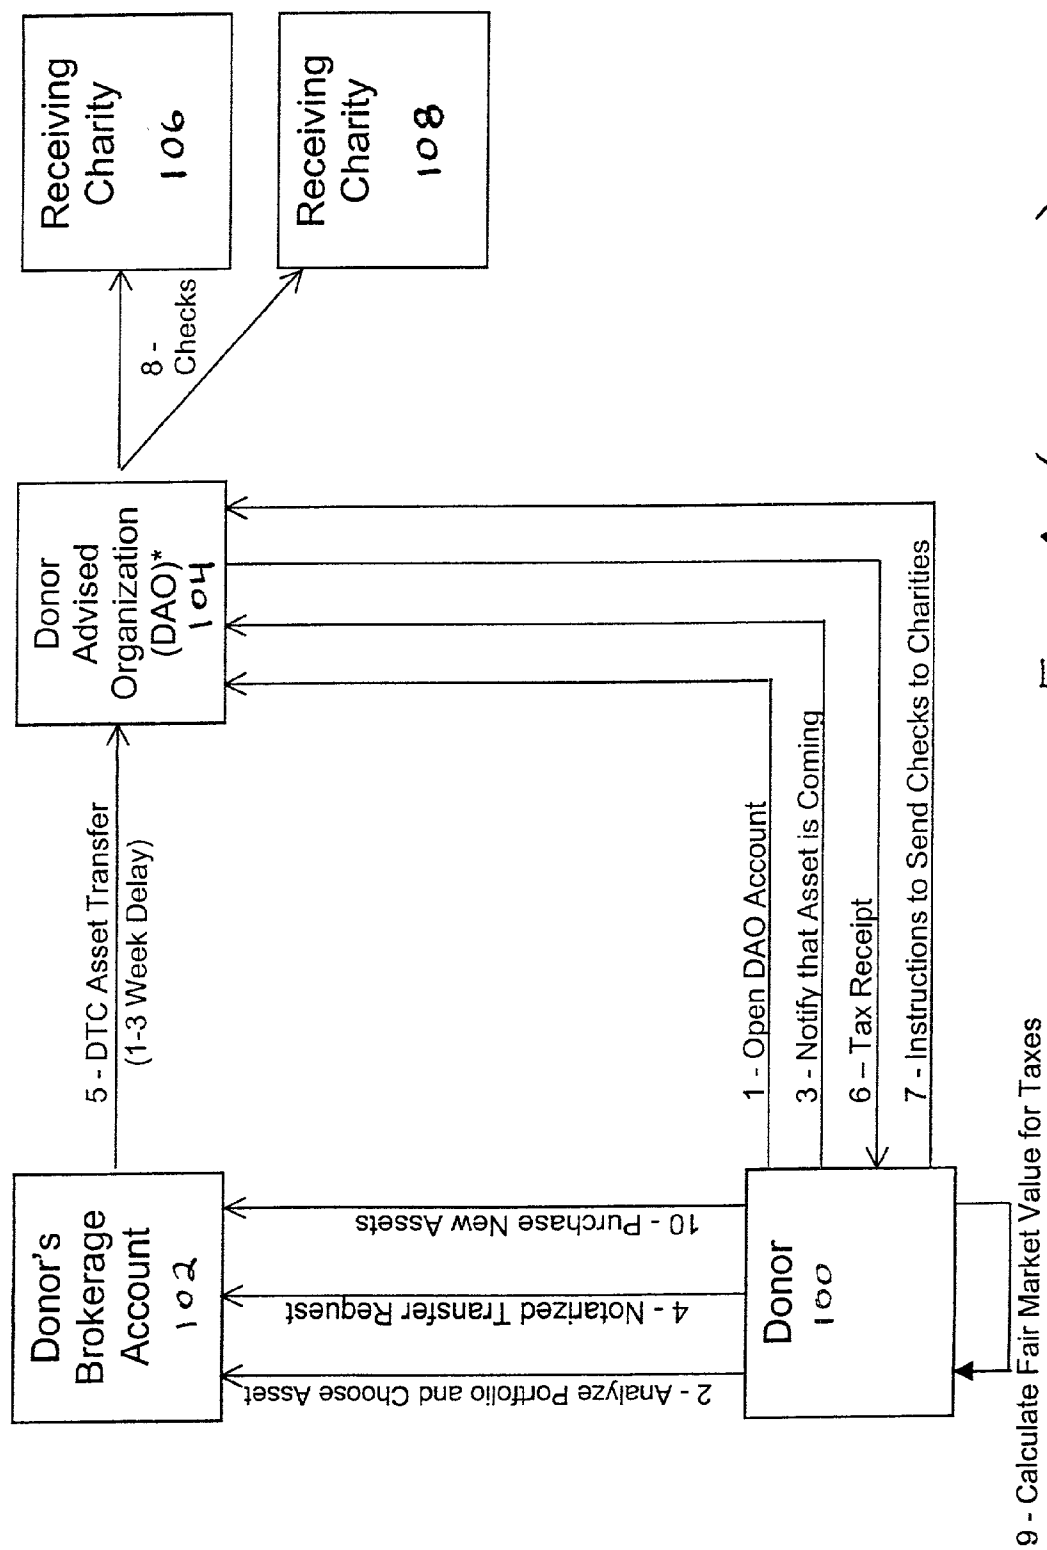 Donor's
Brokerage
Account
102
5 - DTC Asset Transfer
(1-3 Week Delay)
Donor
Advised
Organization
(DAO)*
104
8 -
Checks
Receiving
Charity
106
Receiving
Charity
108
2 - Analyze Portfolio and Choose Asset
4 - Notarized Transfer Request
10 - Purchase New Assets
Donor
100
1 - Open DAO Account
3 - Notify that Asset is Coming
6 – Tax Receipt
7 - Instructions to Send Checks to Charities
9 - Calculate Fair Market Value for Taxes